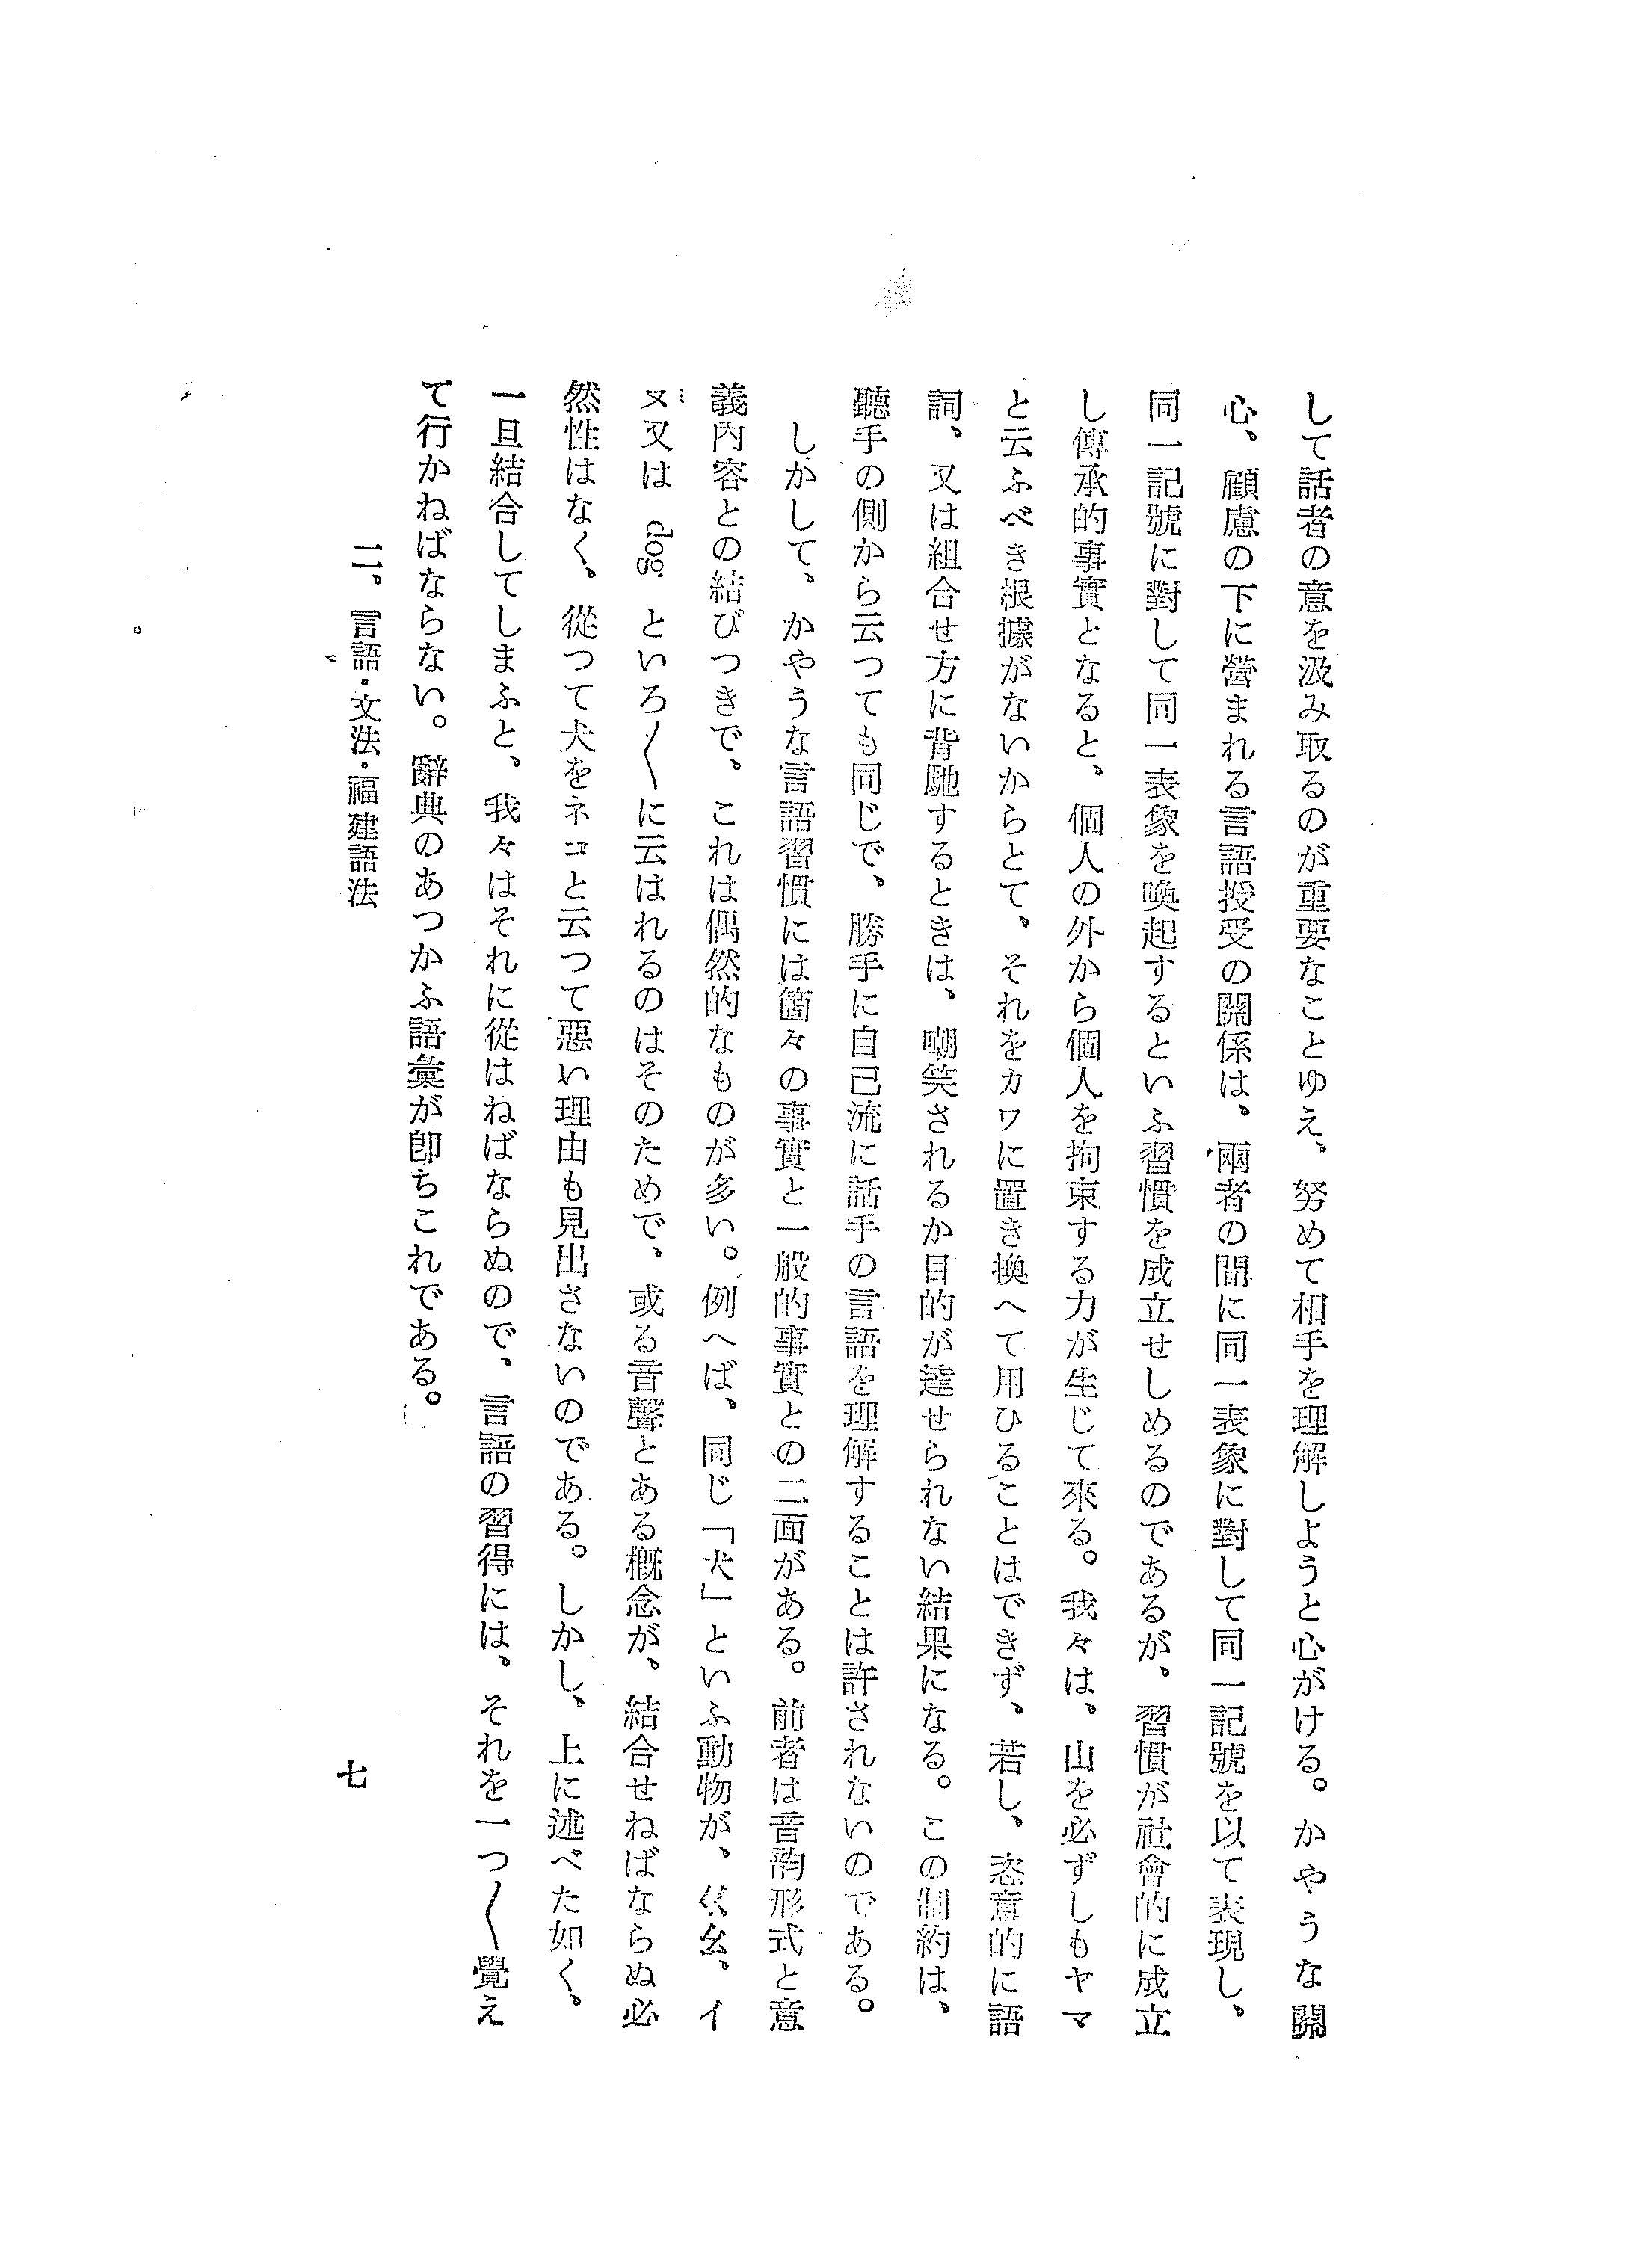 して話者の意を汲み取るのが重要なことゆえ、努めて相手を理解しようと心がける。かやうな關
心、顧慮の下に營まれる言語授受の關係は、兩者の間に同一表象に對して同一記號を以て表現し、
同一記號に對して同一表象を喚起するといふ習慣を成立せしめるのであるが、習慣が社會的に成立
し傳承的事實となると、個人の外から個人を拘束する力が生じて來る。我々は、山を必ずしもヤマ
と云ふべき根據がないからとて、それをカワに置き換へて用ひることはできず、若し、恣意的に語
詞、又は組合せ方に背馳するときは、嘲笑されるか目的が達せられない結果になる。この制約は、
聽手の側から云つても同じで、勝手に自己流に話手の言語を理解することは許されないのである。
しかして、かやうな言語習慣には箇々の事實と一般的事實との二面がある。前者は音韵形式と意
義内容との結びつきで、これは偶然的なものが多い。例へば、同じ「犬」といふ動物が、ㄍㄠ、イ
ヌ又は dog. といろ〳〵に云はれるのはそのためで、或る音聲とある概念が、結合せねばならぬ必
然性はなく、從つて犬をネコと云つて惡い理由も見出さないのである。しかし、上に述べた如く、
一旦結合してしまふと、我々はそれに從はねばならぬので、言語の習得には、それを一つ〳〵覺え
て行かねばならない。辭典のあつかふ語彙が卽ちこれである。
二、言語・文法・福建語法
七